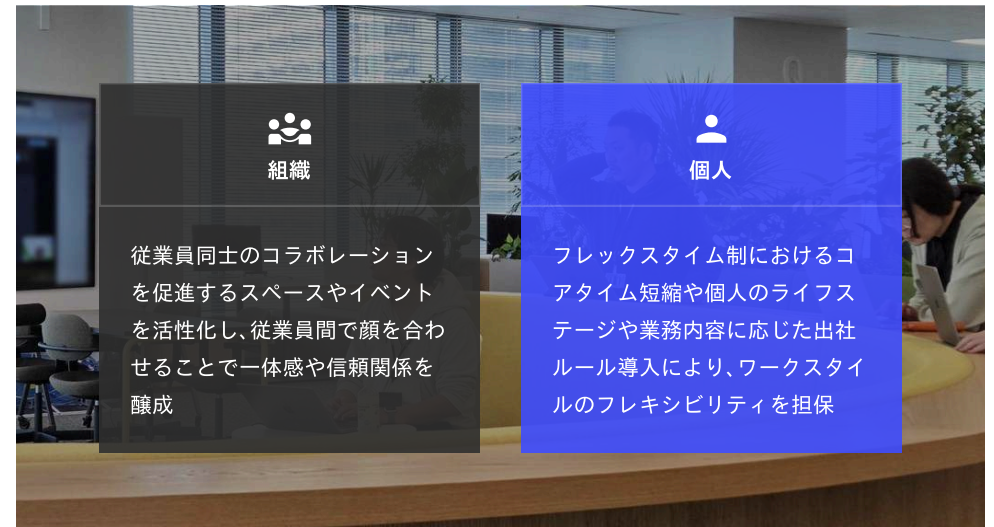 組織
従業員同士のコラボレーション
を促進するスペースやイベント
を活性化し、従業員間で顔を合わ
せることで一体感や信頼関係を
醸成
個人
フレックスタイム制におけるコ
アタイム短縮や個人のライフス
テージや業務内容に応じた出社
ルール導入により、ワークスタイ
ルのフレキシビリティを担保